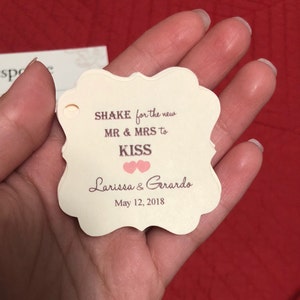 SHAKE for the new
MR & MRS to
KISS
Larissa & Gerardo
May 12, 2018